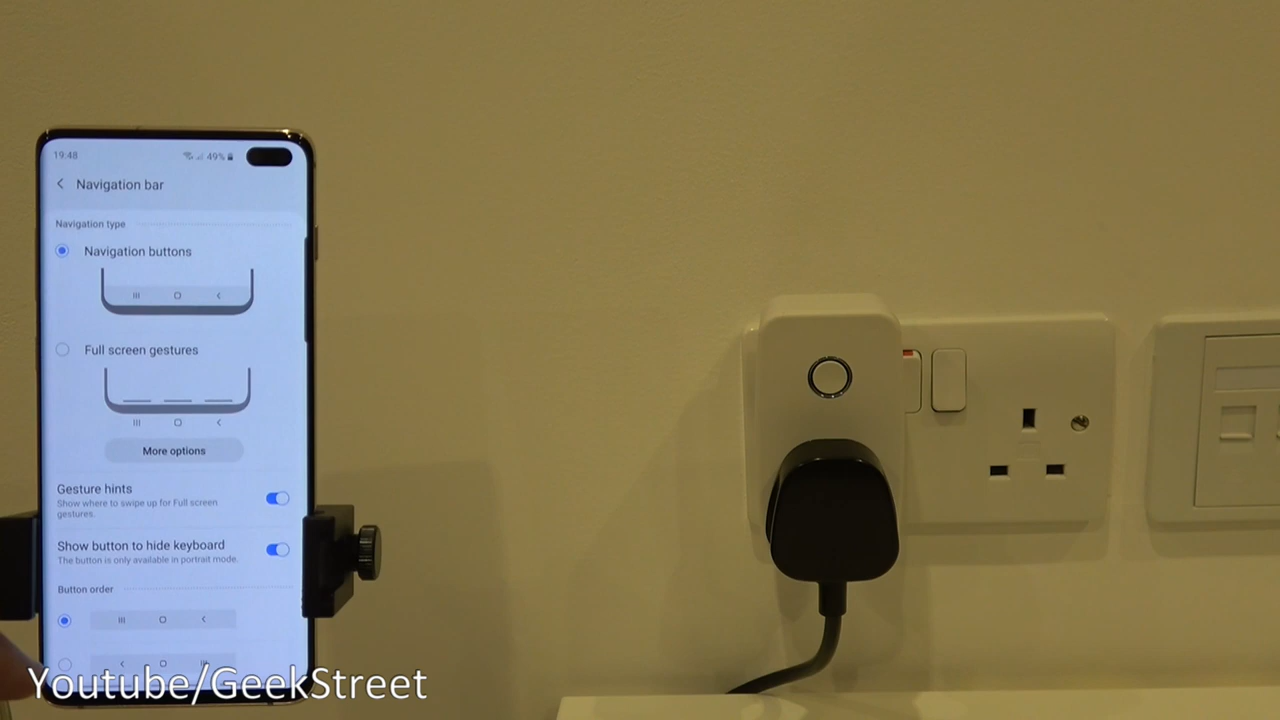 19:48
49%
Navigation bar
Navigation type
Navigation buttons
Full screen gestures
More options
Gesture hints
Show where to swipe up for Full screen
gestures.
Show button to hide keyboard
The button is only available in portrait mode.
Button order
Youtube/GeekStreet